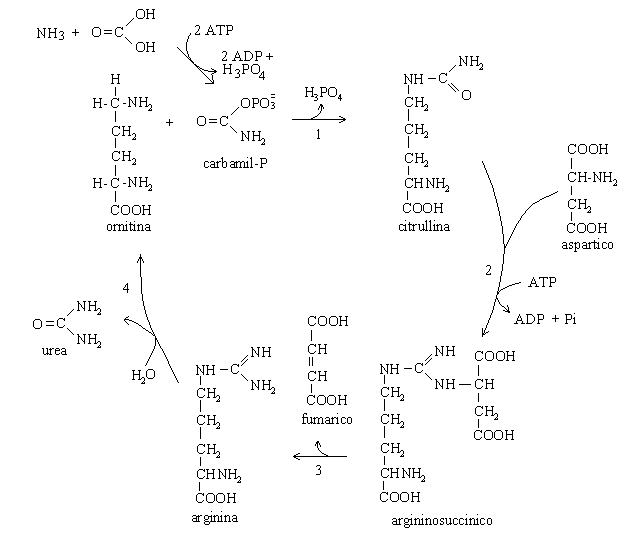 NH3 + O=C OH
OH
2 ATP
2 ADP +
H3PO4
H
H-C-NH2
CH2
CH2
H-C-NH2
COOH
ornitina
+
OPO3=
O=C
NH2
carbamil-P
H3PO4
1
NH2
NH C
O
CH2
CH2
CH2
CHNH2
COOH
citrullina
COOH
CH-NH2
CH2
COOH
aspartico
2
ATP
ADP + Pi
4
NH2
O=C
NH2
urea
H2O
NH
NH C
NH2
CH2
CH2
CH2
CHNH2
COOH
arginina
COOH
CH
CH
COOH
fumarico
3
NH
NH C
NH CH
COOH
CH2
COOH
CH2
CH2
CH2
CHNH2
COOH
argininosuccinico